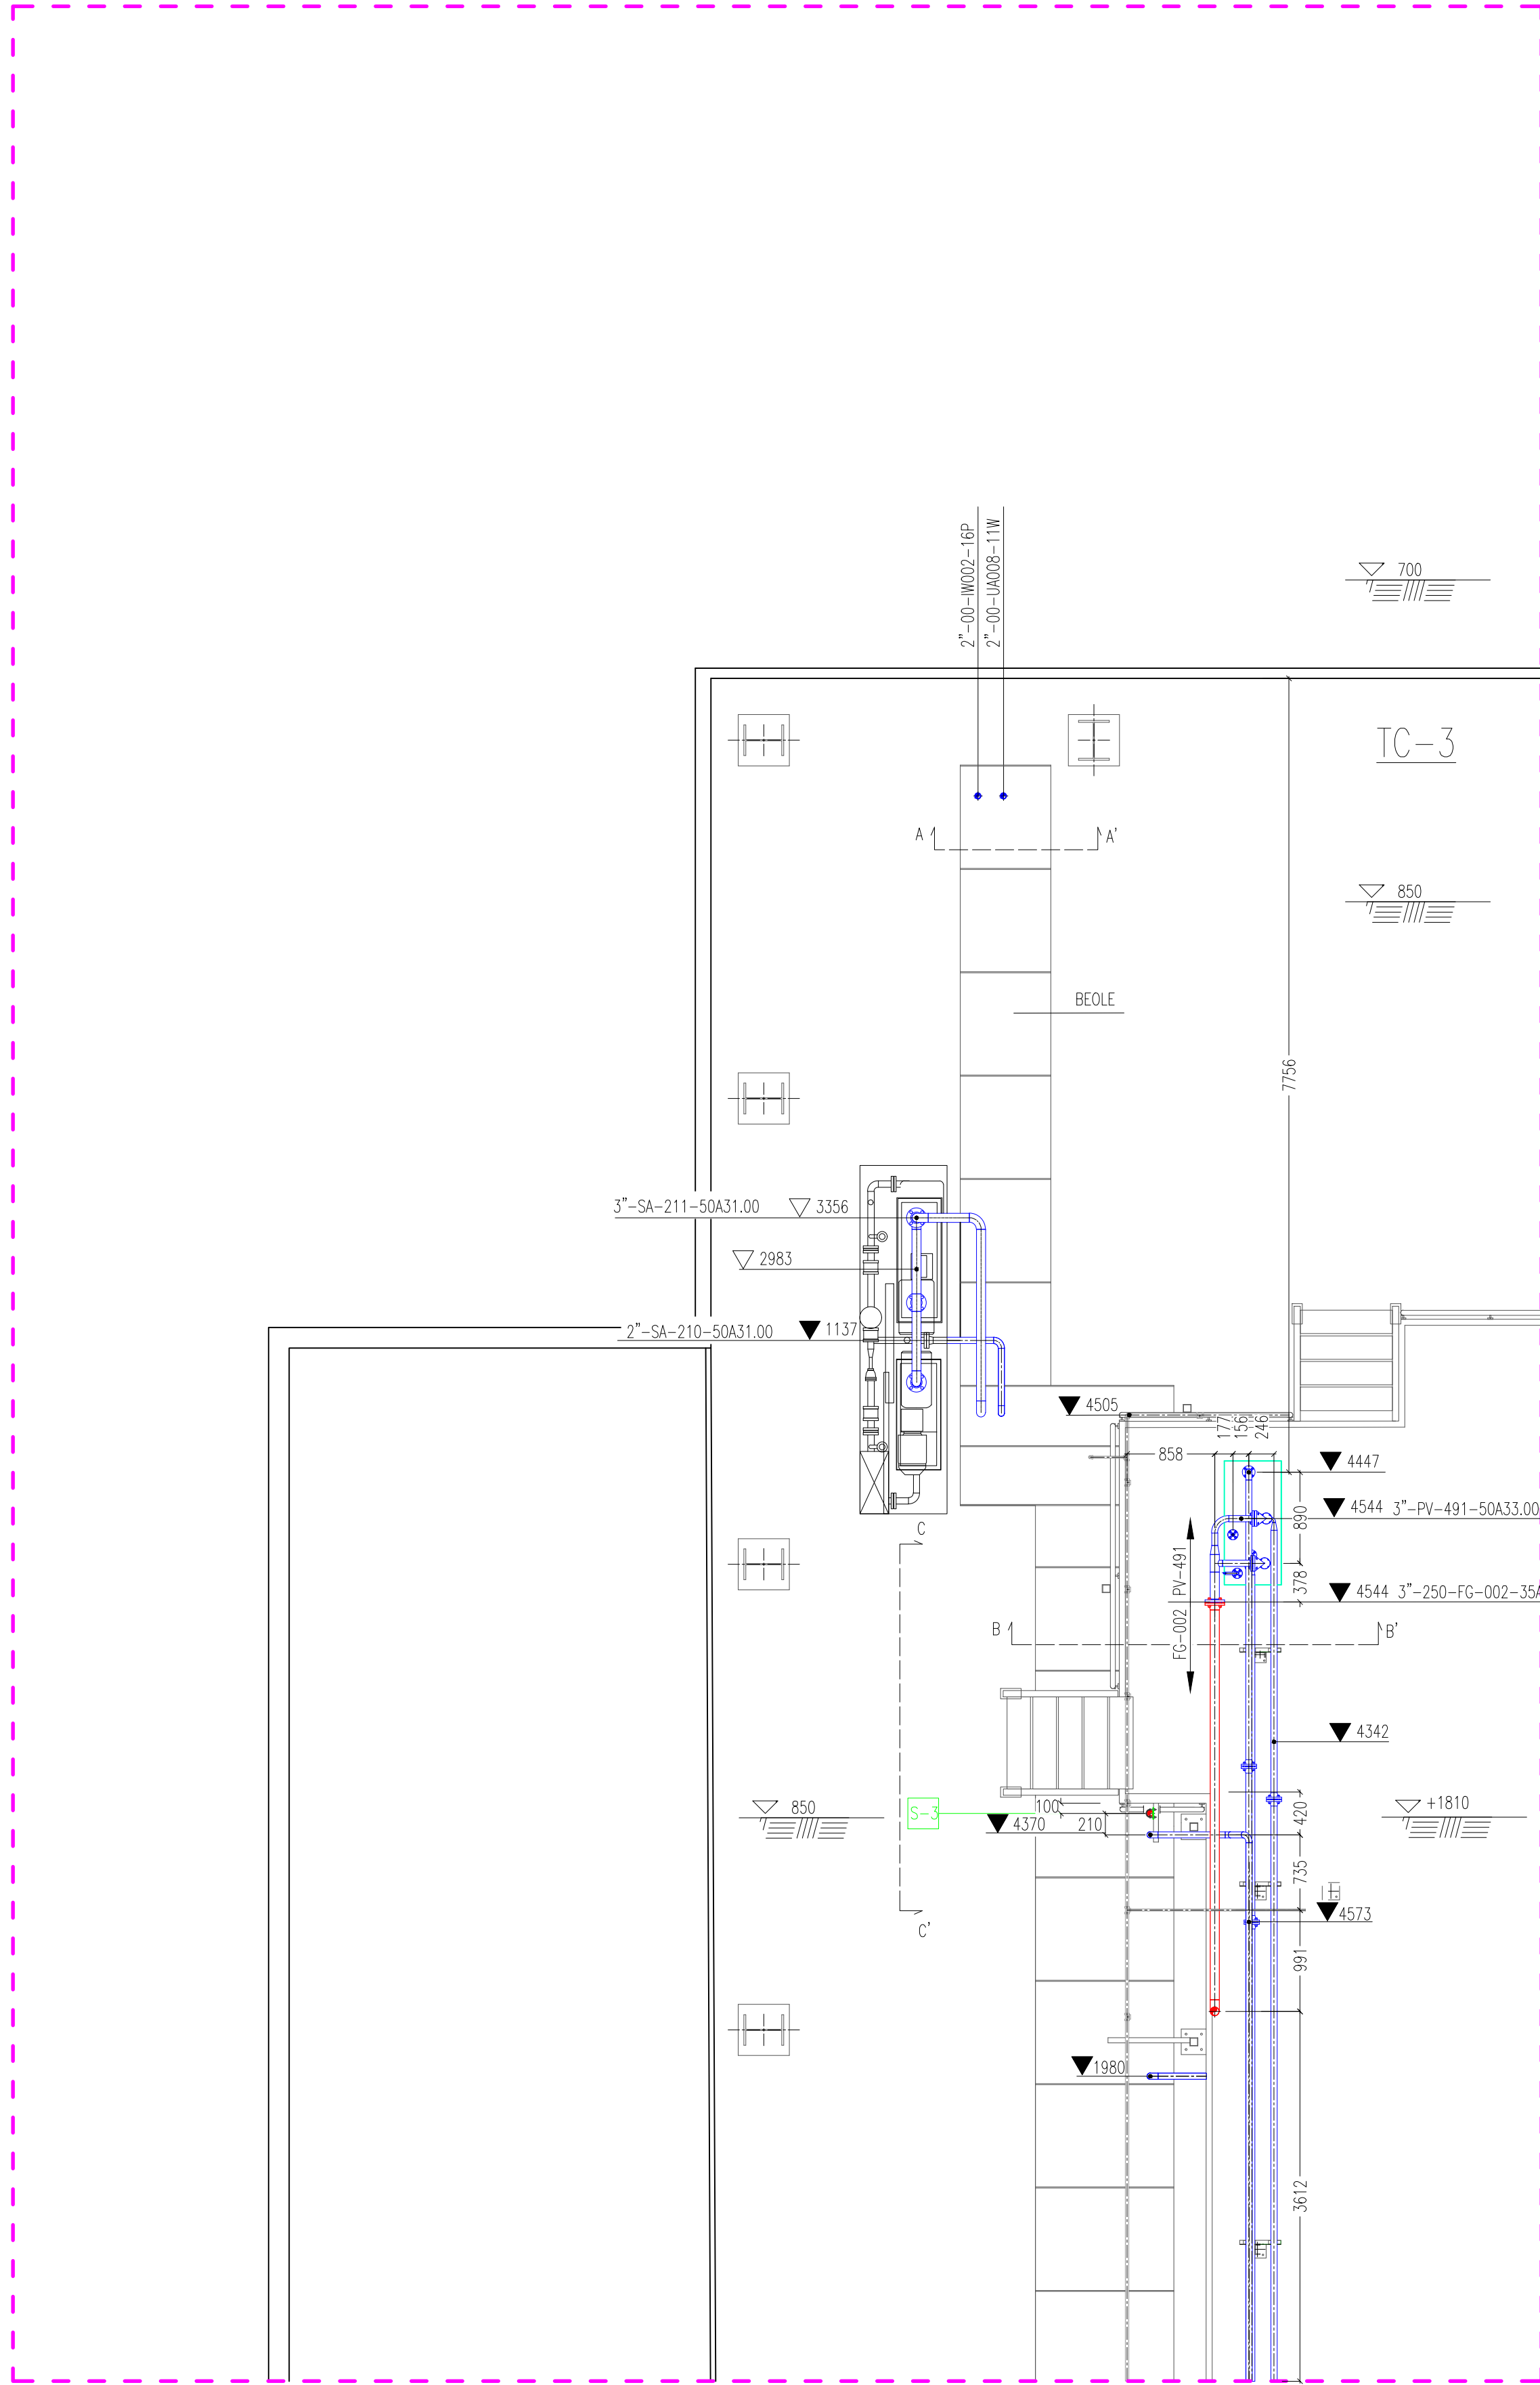 2"-00-IW002-16P
2"-00-UA008-11W
700
TC-3
A
A'
850
BEOLE
7756
3"-SA-211-50A31.00
3356
2983
2"-SA-210-50A31.00
1137
4505
177
156
246
858
4447
890
4544
3"-PV-491-50A33.00
C
FG-002
PV-491
378
4544
3"-250-FG-002-35A
B
B'
4342
850
S-3
100
4370
210
420
+1810
735
4573
C'
991
1980
3612